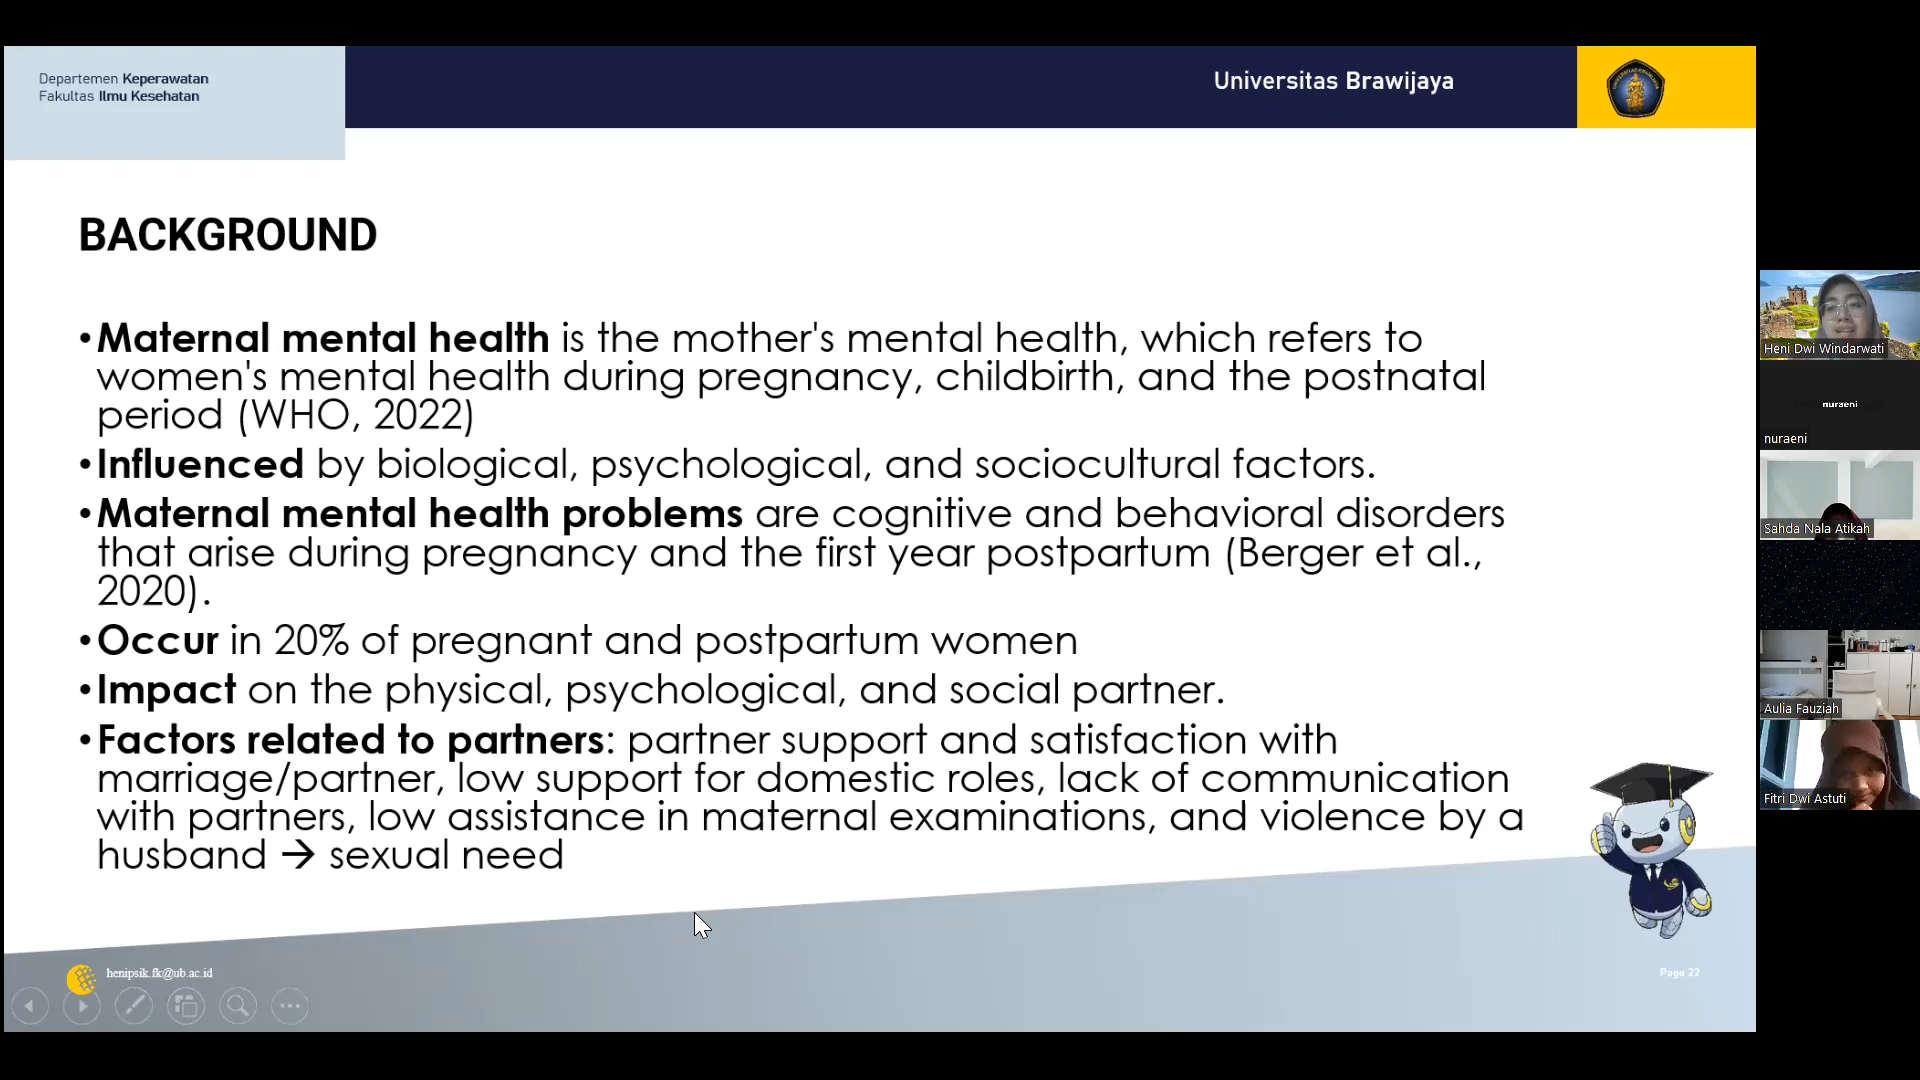 Departemen Keperawatan
Fakultas Ilmu Kesehatan
Universitas Brawijaya
BACKGROUND
•Maternal mental health is the mother's mental health, which refers to
women's mental health during pregnancy, childbirth, and the postnatal
period (WHO, 2022)
•Influenced by biological, psychological, and sociocultural factors.
•Maternal mental health problems are cognitive and behavioral disorders
that arise during pregnancy and the first year postpartum (Berger et al.,
2020).
•Occur in 20% of pregnant and postpartum women
•Impact on the physical, psychological, and social partner.
•Factors related to partners: partner support and satisfaction with
marriage/partner, low support for domestic roles, lack of communication
with partners, low assistance in maternal examinations, and violence by a
husband → sexual need
henipsik.fk@ub.ac.id
Page 22
Heni Dwi Windarwati
nuraeni
nuraeni
Sahda Nala Atikah
Aulia Fauziah
Fitri Dwi Astuti